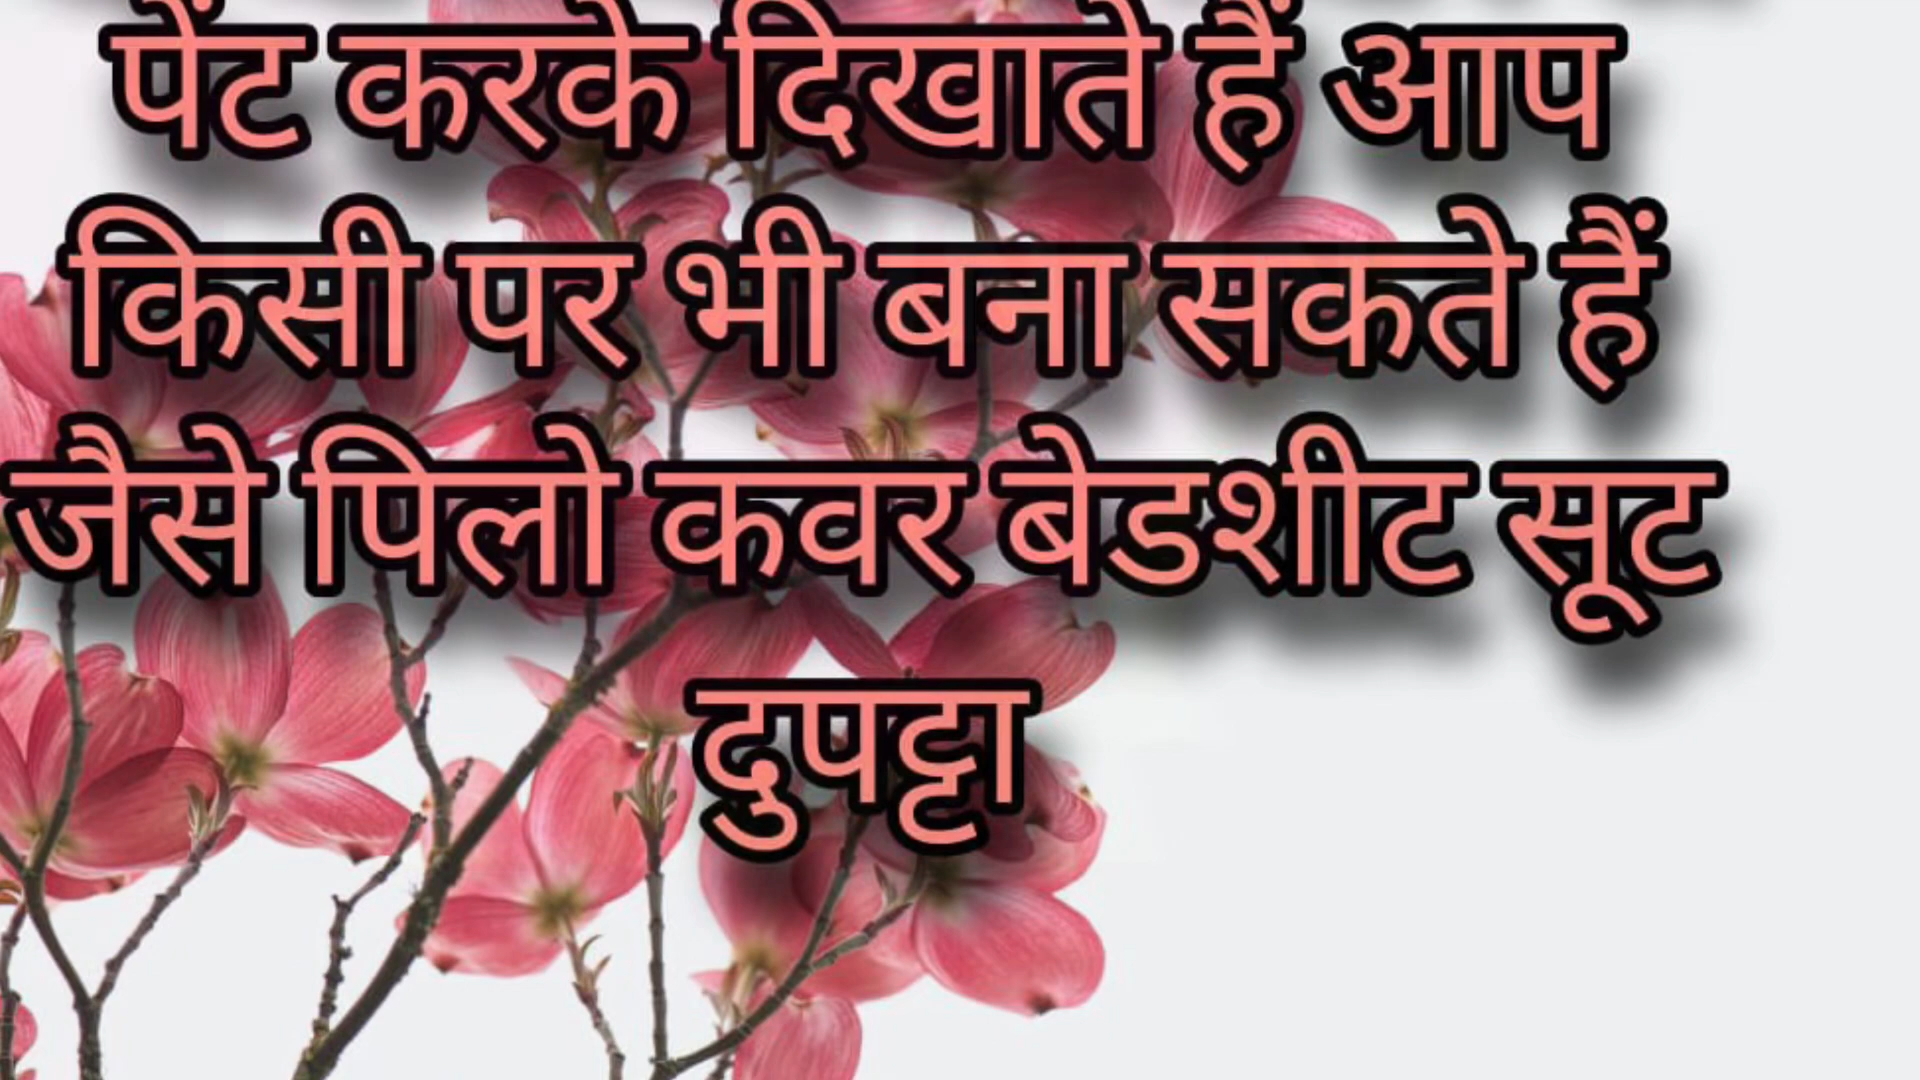 पेंट करके दिखाते हैं आप
किसी पर भी बना सकते हैं
जैसे पिलो कवर बेडशीट सूट
दुपट्टा